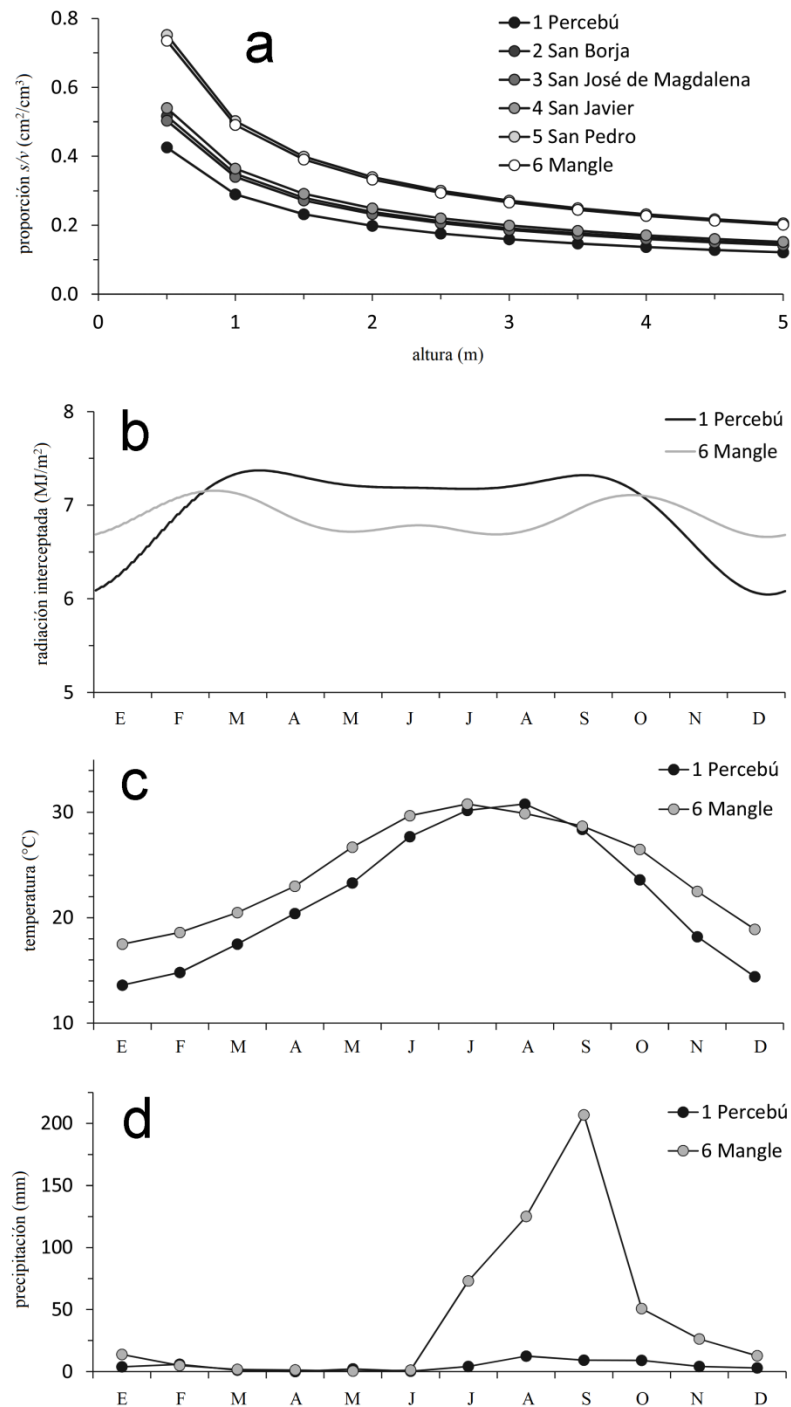 a
0.8
0.6
0.4
0.2
0.0
proporción s/v (cm²/cm³)
0 1 2 3 4 5
altura (m)
1 Percebú
2 San Borja
3 San José de Magdalena
4 San Javier
5 San Pedro
6 Mangle
b
8
7
6
5
radiación interceptada (MJ/m²)
E F M A M J J A S O N D
1 Percebú
6 Mangle
c
30
20
10
temperatura (°C)
E F M A M J J A S O N D
1 Percebú
6 Mangle
d
200
150
100
50
0
precipitación (mm)
E F M A M J J A S O N D
1 Percebú
6 Mangle